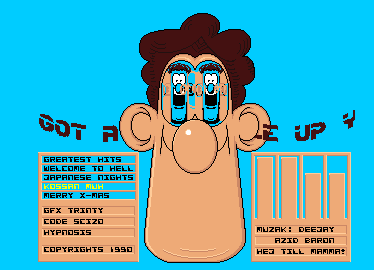 GOT A
LE UP Y
GREATEST HITS
WELCOME TO HELL
JAPANESE NIGHTS
KOSSAN MUH
MERRY X-MAS
GFX TRINTY
CODE SCIZO
HYPNOSIS
COPYRIGHTS 1990
MUZAK: DEEJAY
AZID BARON
HEJ TILL MAMMA!